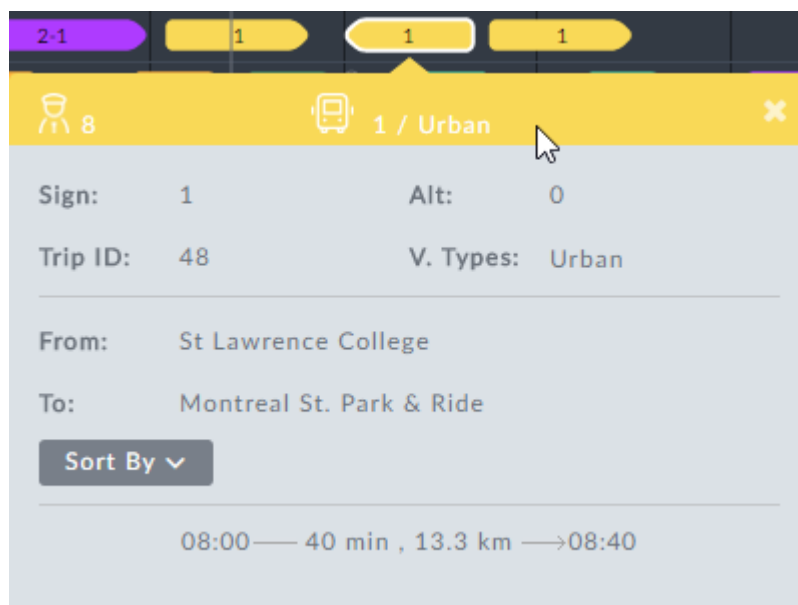 2-1 1 1 1
8 1 / Urban
Sign: 1 Alt: 0
Trip ID: 48 V. Types: Urban
From: St Lawrence College
To: Montreal St. Park & Ride
Sort By
08:00 40 min , 13.3 km 08:40